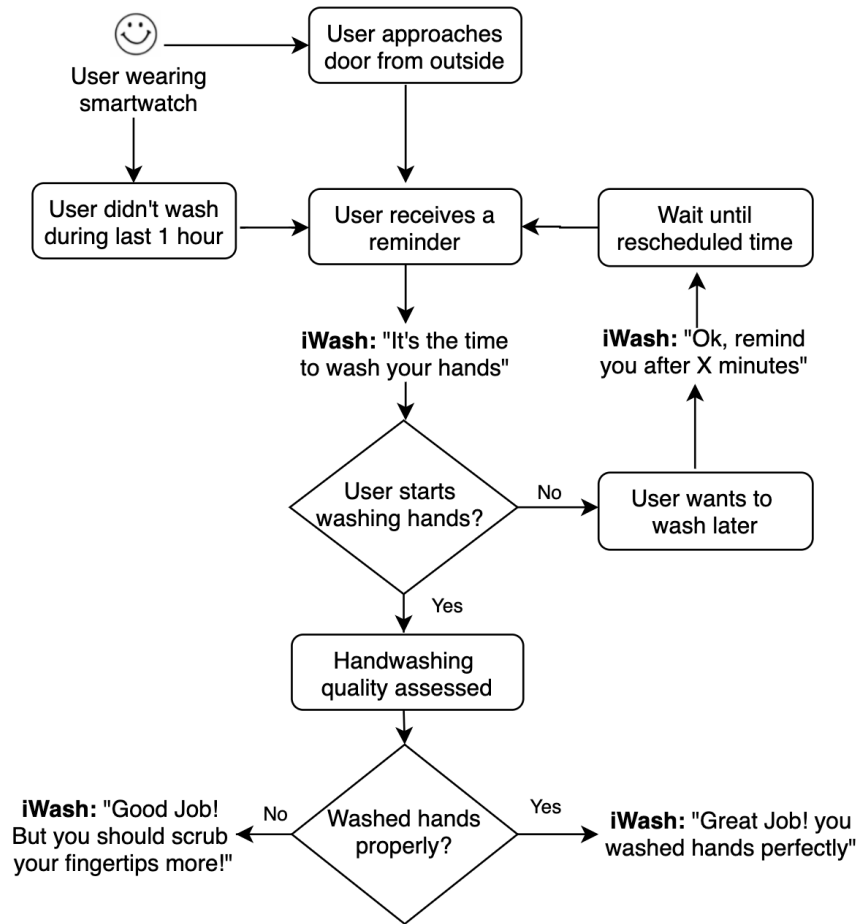 User approaches
door from outside
User wearing
smartwatch
User didn't wash
during last 1 hour
User receives a
reminder
Wait until
rescheduled time
iWash: "It's the time
to wash your hands"
iWash: "Ok, remind
you after X minutes"
User starts
washing hands?
No
User wants to
wash later
Yes
Handwashing
quality assessed
iWash: "Good Job!
But you should scrub
your fingertips more!"
No
Washed hands
properly?
Yes
iWash: "Great Job! you
washed hands perfectly"